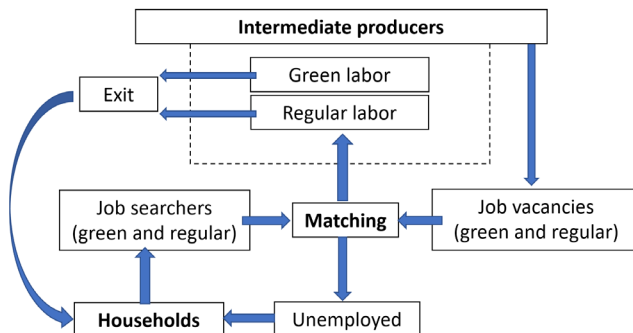 Intermediate producers
Green labor
Exit
Regular labor
Job searchers
(green and regular)
Matching
Job vacancies
(green and regular)
Households
Unemployed